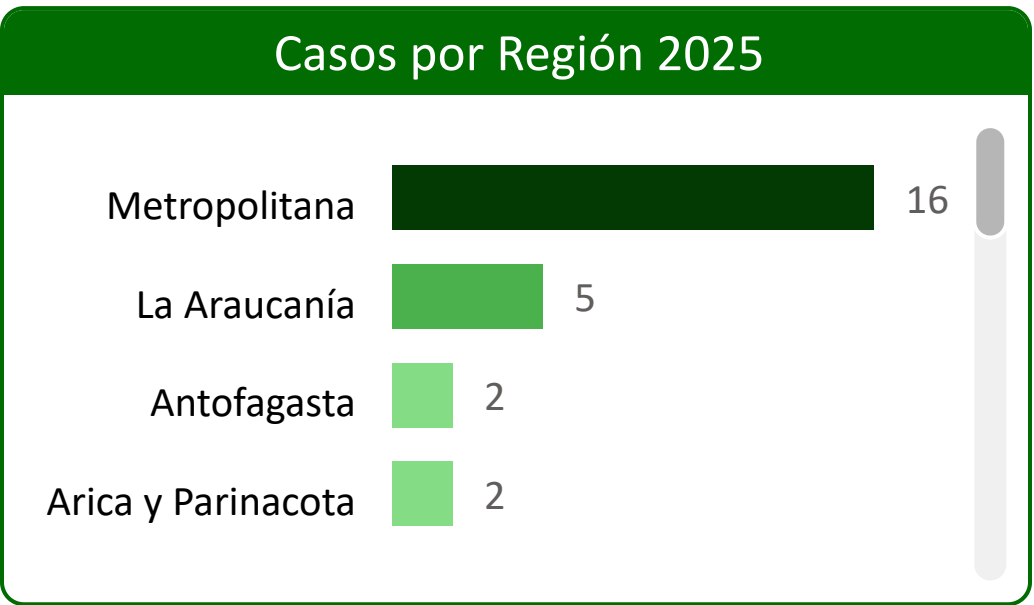 Casos por Región 2025
Metropolitana 16
La Araucanía 5
Antofagasta 2
Arica y Parinacota 2